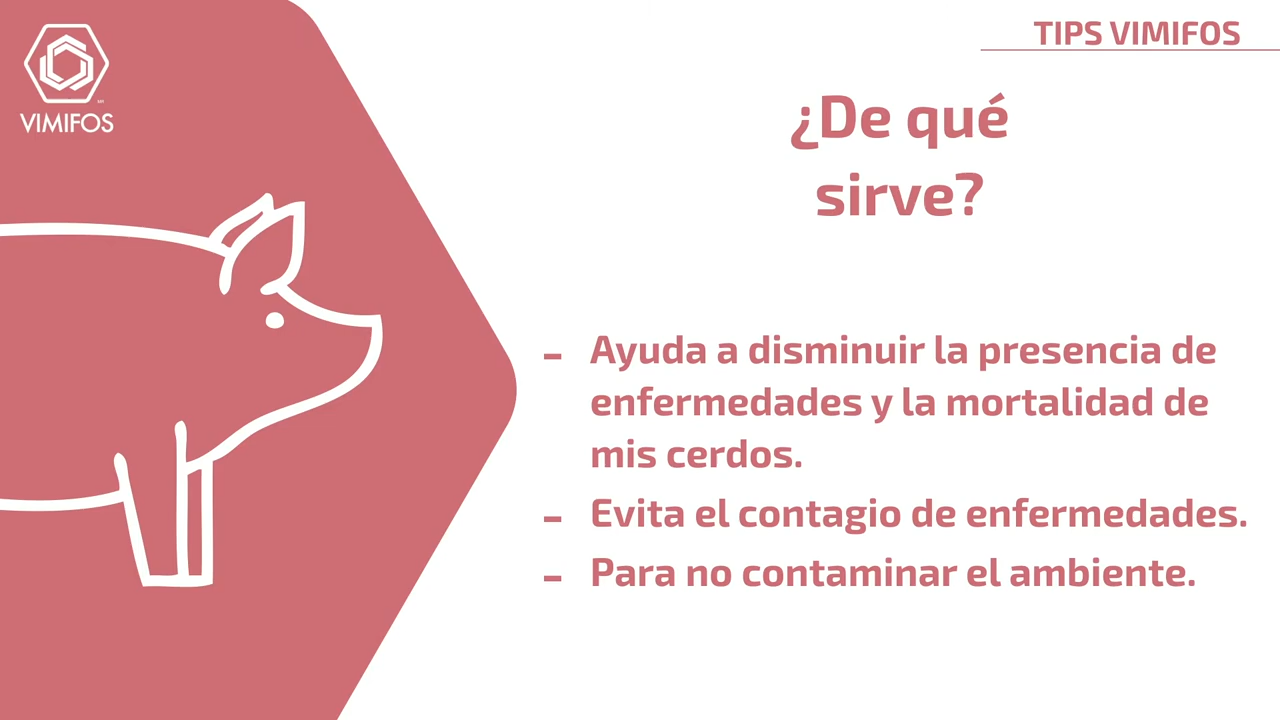 VIMIFOS
TIPS VIMIFOS
¿De qué
sirve?
- Ayuda a disminuir la presencia de
enfermedades y la mortalidad de
mis cerdos.
- Evita el contagio de enfermedades.
- Para no contaminar el ambiente.